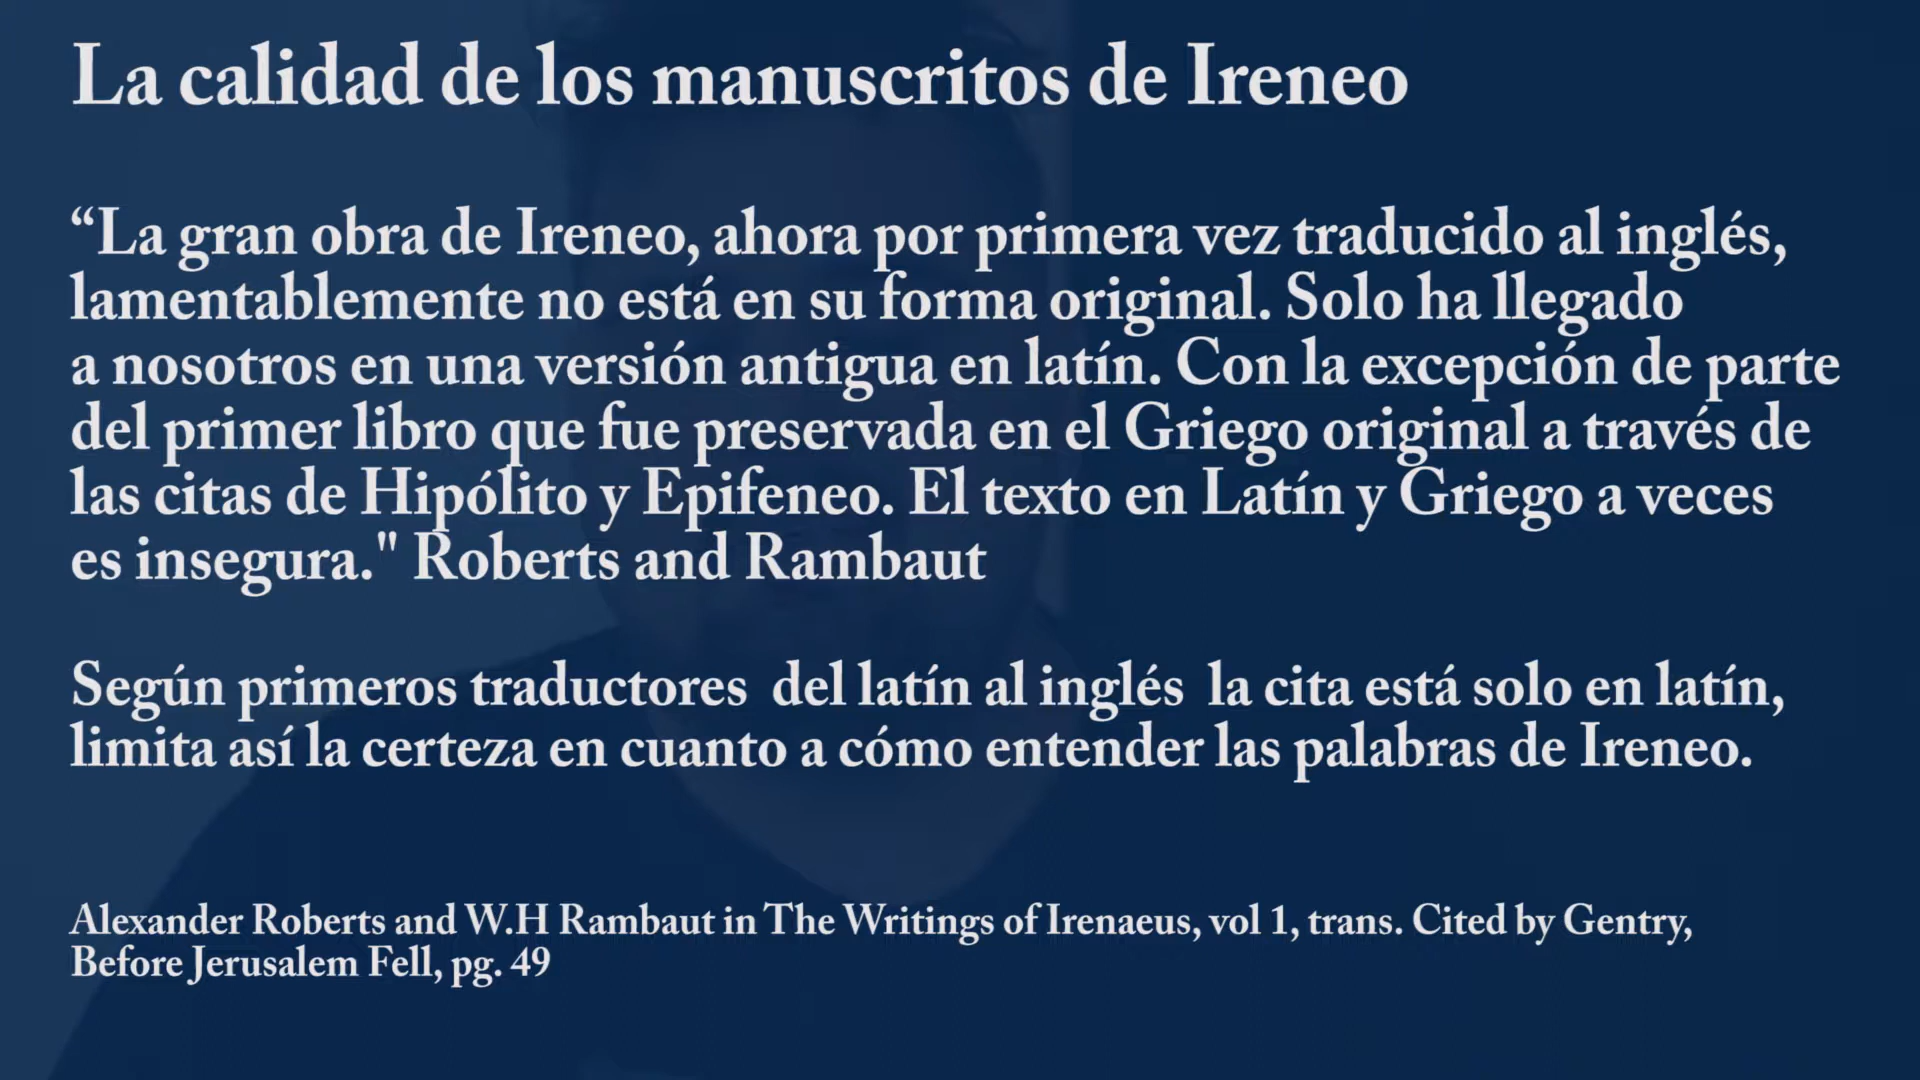 La calidad de los manuscritos de Ireneo
“La gran obra de Ireneo, ahora por primera vez traducido al inglés,
lamentablemente no está en su forma original. Solo ha llegado
a nosotros en una versión antigua en latín. Con la excepción de parte
del primer libro que fue preservada en el Griego original a través de
las citas de Hipólito y Epifeneo. El texto en Latín y Griego a veces
es insegura." Roberts and Rambaut
Según primeros traductores  del latín al inglés  la cita está solo en latín,
limita así la certeza en cuanto a cómo entender las palabras de Ireneo.
Alexander Roberts and W.H Rambaut in The Writings of Irenaeus, vol 1, trans. Cited by Gentry,
Before Jerusalem Fell, pg. 49